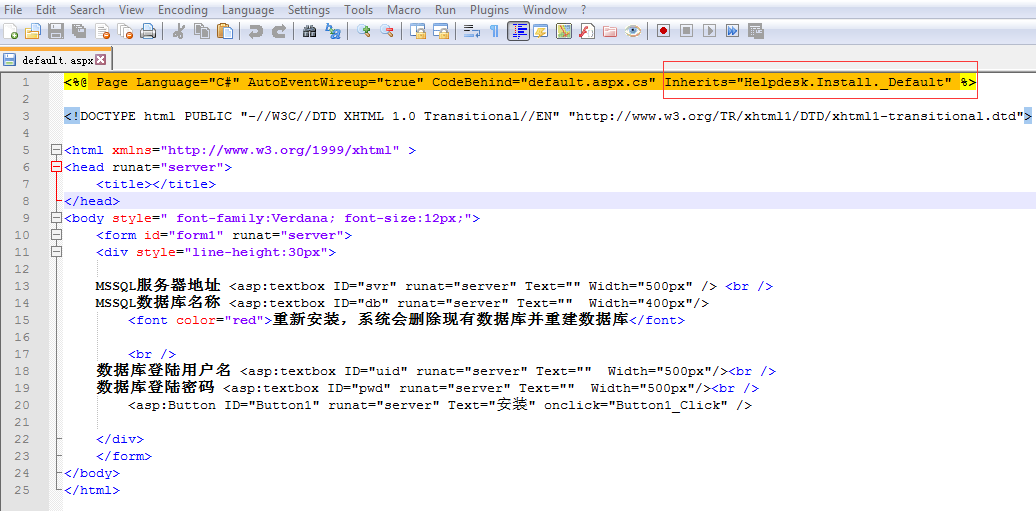 File Edit Search View Encoding Language Settings Tools Macro Run Plugins Window ?
default.aspx
1 <%@ Page Language="C#" AutoEventWireup="true" CodeBehind="default.aspx.cs" Inherits="Helpdesk.Install._Default" %>
2
3 <!DOCTYPE html PUBLIC "-//W3C//DTD XHTML 1.0 Transitional//EN" "http://www.w3.org/TR/xhtml1/DTD/xhtml1-transitional.dtd">
4
5 <html xmlns="http://www.w3.org/1999/xhtml" >
6 <head runat="server">
7 <title></title>
8 </head>
9 <body style=" font-family:Verdana; font-size:12px;">
10 <form id="form1" runat="server">
11 <div style="line-height:30px">
12
13 MSSQL服务器地址 <asp:textbox ID="svr" runat="server" Text="" Width="500px" /> <br />
14 MSSQL数据库名称 <asp:textbox ID="db" runat="server" Text="" Width="400px"/>
15 <font color="red">重新安装，系统会删除现有数据库并重建数据库</font>
16
17 <br />
18 数据库登陆用户名 <asp:textbox ID="uid" runat="server" Text="" Width="500px"/><br />
19 数据库登陆密码 <asp:textbox ID="pwd" runat="server" Text="" Width="500px"/><br />
20 <asp:Button ID="Button1" runat="server" Text="安装" onclick="Button1_Click" />
21
22 </div>
23 </form>
24 </body>
25 </html>